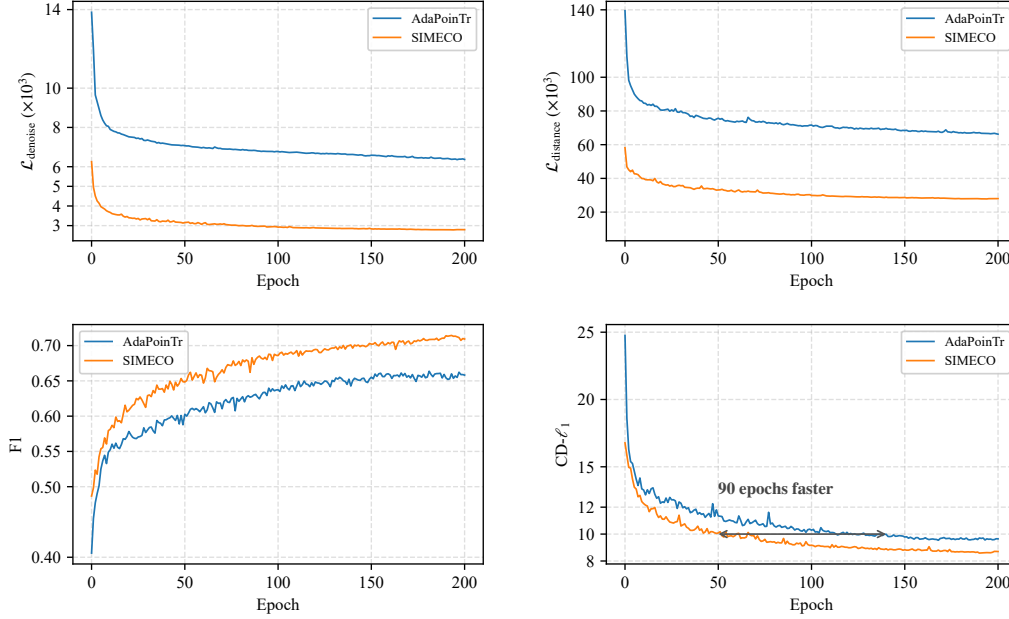 14
10
8
6
5
4
3
0
50
100
150
200
Epoch
ℒdenoise (×10³)
AdaPoinTr
SIMECO
140
100
80
60
40
20
0
50
100
150
200
Epoch
ℒdistance (×10³)
AdaPoinTr
SIMECO
0.70
0.65
0.60
0.55
0.50
0.40
0
50
100
150
200
Epoch
F1
AdaPoinTr
SIMECO
25
20
15
12
10
8
0
50
100
150
200
Epoch
CD-ℓ₁
AdaPoinTr
SIMECO
90 epochs faster